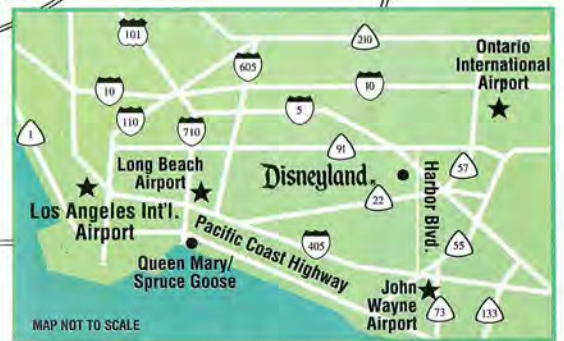 101
210
Ontario
International
Airport
605
10
10
110
5
1
710
91
Long Beach
Airport
Disneyland®
57
Los Angeles Int'l.
Airport
22
Harbor Blvd.
Pacific Coast Highway
405
55
Queen Mary/
Spruce Goose
John
Wayne
Airport
73
133
MAP NOT TO SCALE